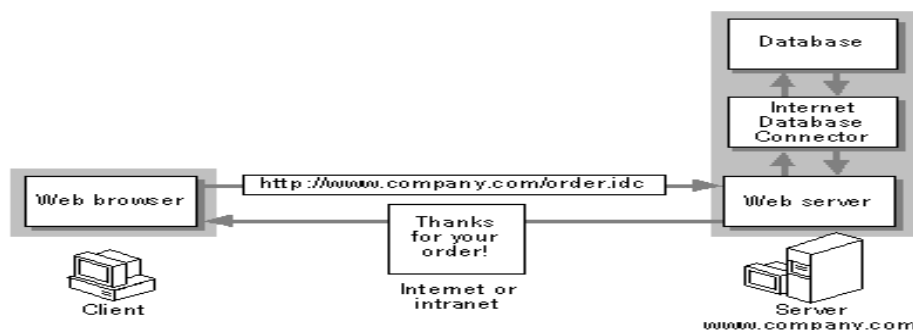 Database
Internet
Database
Connector
http://www.company.com/order.idc
Web browser
Web server
Thanks
for your
order!
Internet or
intranet
Client
Server
www.company.com